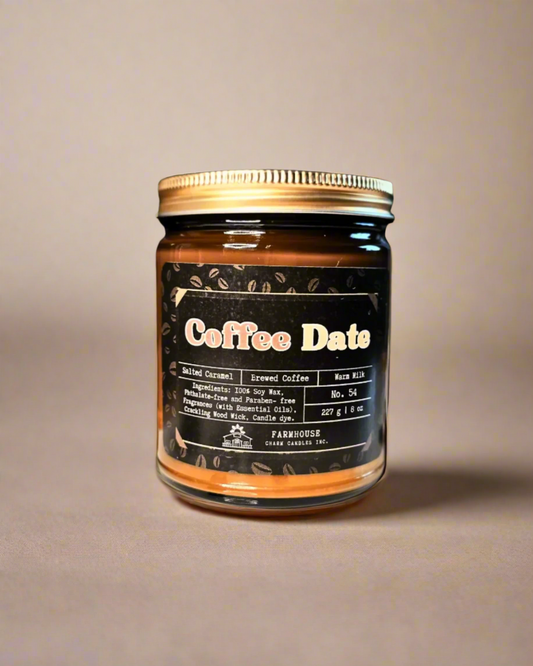 Coffee Date
Salted Caramel Brewed Coffee Warm Milk
Ingredients: 100% Soy Wax,
Phthalate-free and Paraben- free
Fragrances (with Essential Oils),
Crackling Wood Wick, Candle dye.
No. 54
227 g | 8 oz
FARMHOUSE
CHARM CANDLES INC.